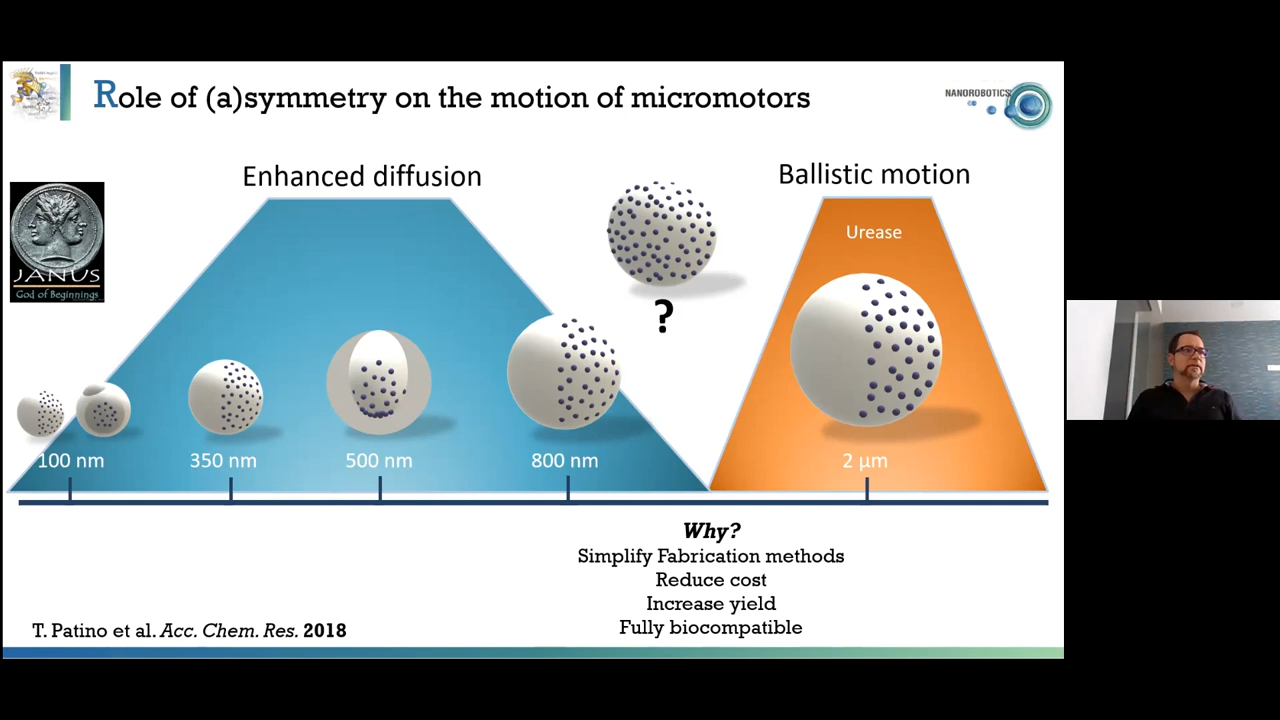 Role of (a)symmetry on the motion of micromotors
NANOROBOTICS
Enhanced diffusion
Ballistic motion
JANUS
God of Beginnings
Urease
?
100 nm
350 nm
500 nm
800 nm
2 µm
Why?
Simplify Fabrication methods
Reduce cost
Increase yield
Fully biocompatible
T. Patino et al. Acc. Chem. Res. 2018